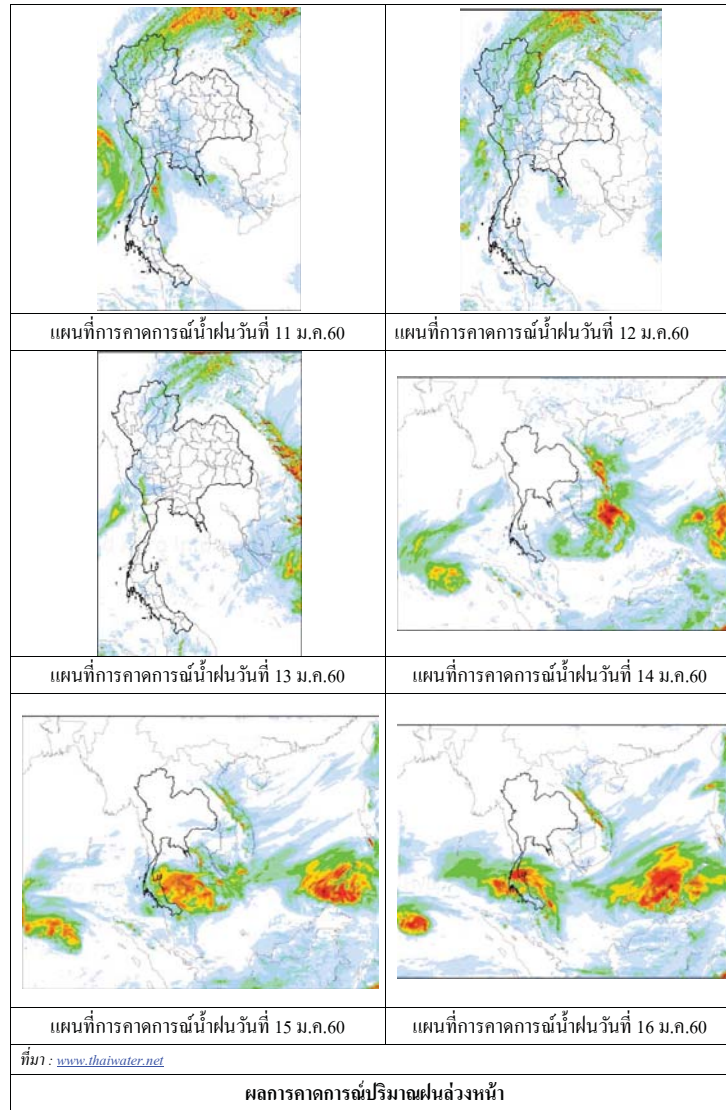 แผนที่การคาดการณ์น้ำฝนวันที่ 11 ม.ค.60
แผนที่การคาดการณ์น้ำฝนวันที่ 12 ม.ค.60
แผนที่การคาดการณ์น้ำฝนวันที่ 13 ม.ค.60
แผนที่การคาดการณ์น้ำฝนวันที่ 14 ม.ค.60
แผนที่การคาดการณ์น้ำฝนวันที่ 15 ม.ค.60
แผนที่การคาดการณ์น้ำฝนวันที่ 16 ม.ค.60
ที่มา : www.thaiwater.net
ผลการคาดการณ์ปริมาณฝนล่วงหน้า